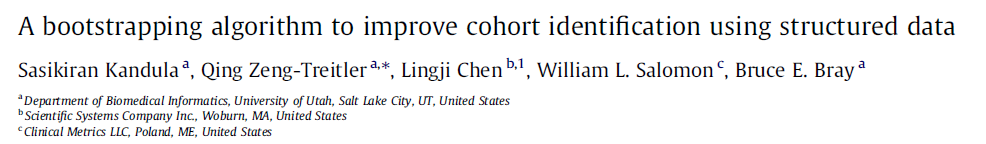 A bootstrapping algorithm to improve cohort identification using structured data
Sasikiran Kandula a, Qing Zeng-Treitler a,*, Lingji Chen b,1, William L. Salomon c, Bruce E. Bray a
a Department of Biomedical Informatics, University of Utah, Salt Lake City, UT, United States
b Scientific Systems Company Inc., Woburn, MA, United States
c Clinical Metrics LLC, Poland, ME, United States